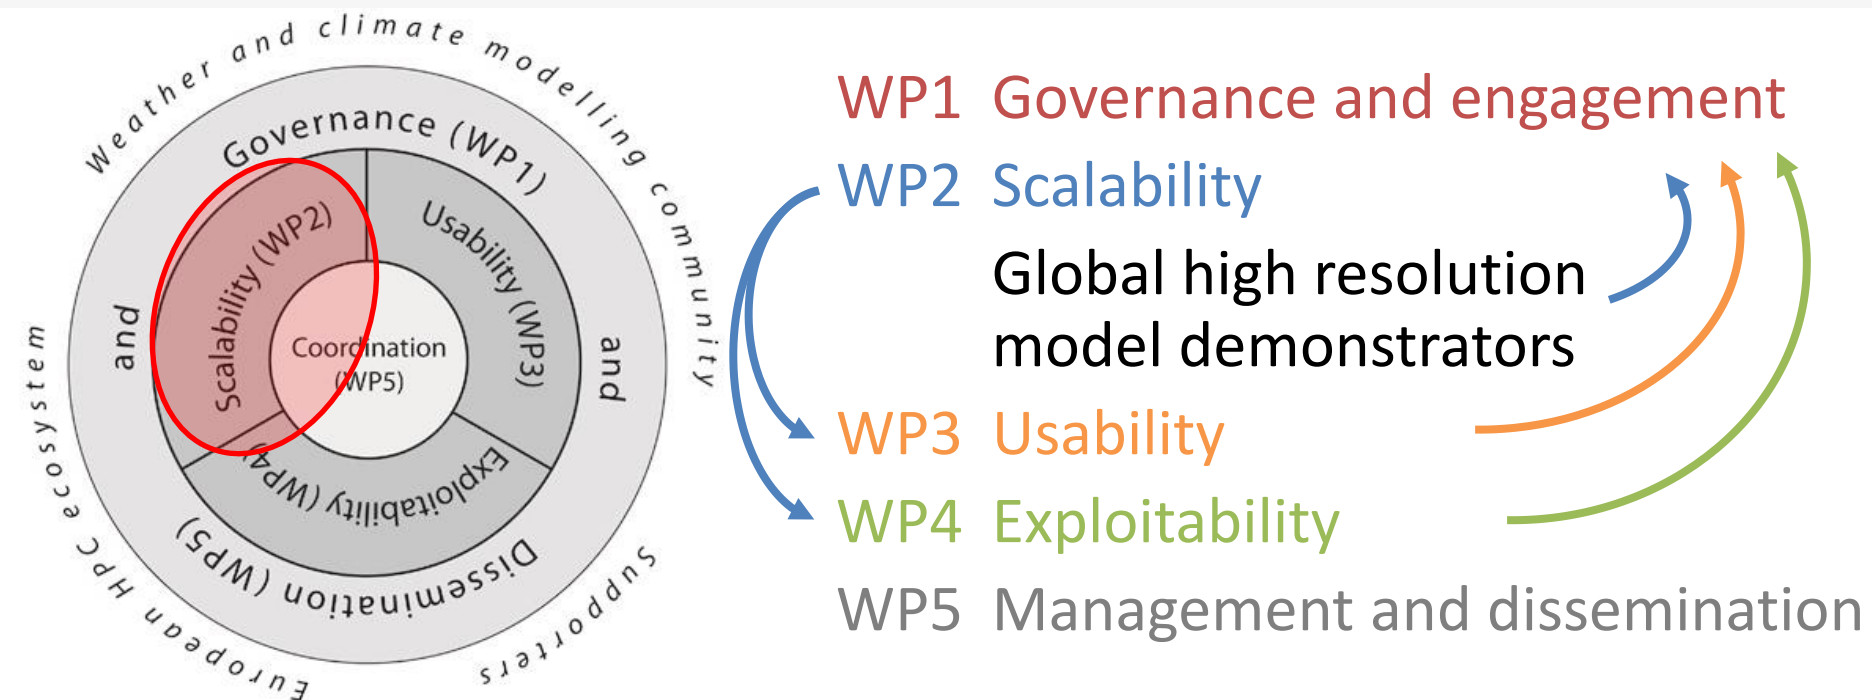 Weather and climate modelling community
Governance (WP1)
and
and
Dissemination (WP5)
Scalability (WP2)
Usability (WP3)
Exploitability (WP4)
Coordination
(WP5)
European HPC ecosystem
Supporters
WP1 Governance and engagement
WP2 Scalability
Global high resolution
model demonstrators
WP3 Usability
WP4 Exploitability
WP5 Management and dissemination